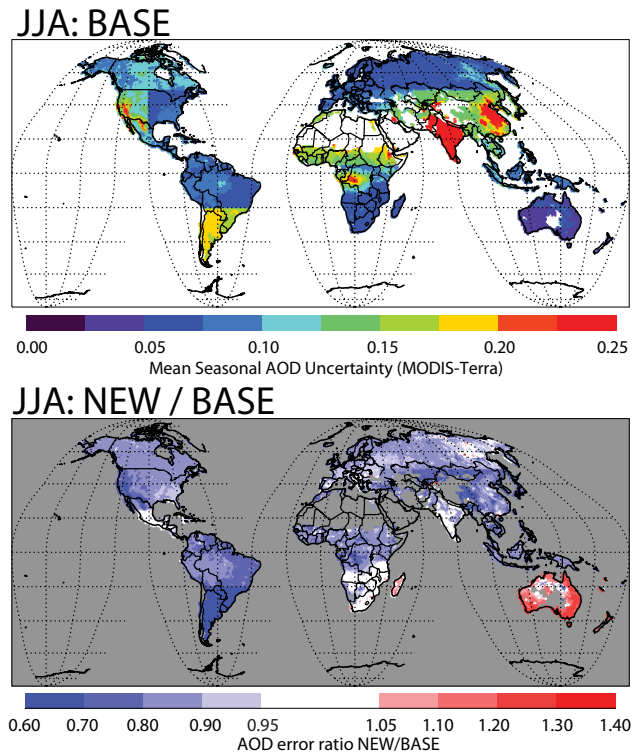 JJA: BASE
0.00 0.05 0.10 0.15 0.20 0.25
Mean Seasonal AOD Uncertainty (MODIS-Terra)
JJA: NEW / BASE
0.60 0.70 0.80 0.90 0.95 1.05 1.10 1.20 1.30 1.40
AOD error ratio NEW/BASE